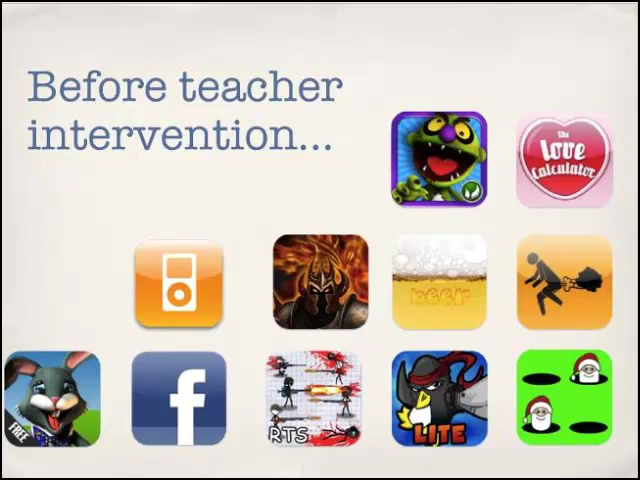 Before teacher
intervention...
The
Love
Calculator
beer
FREE
f
RTS
LITE